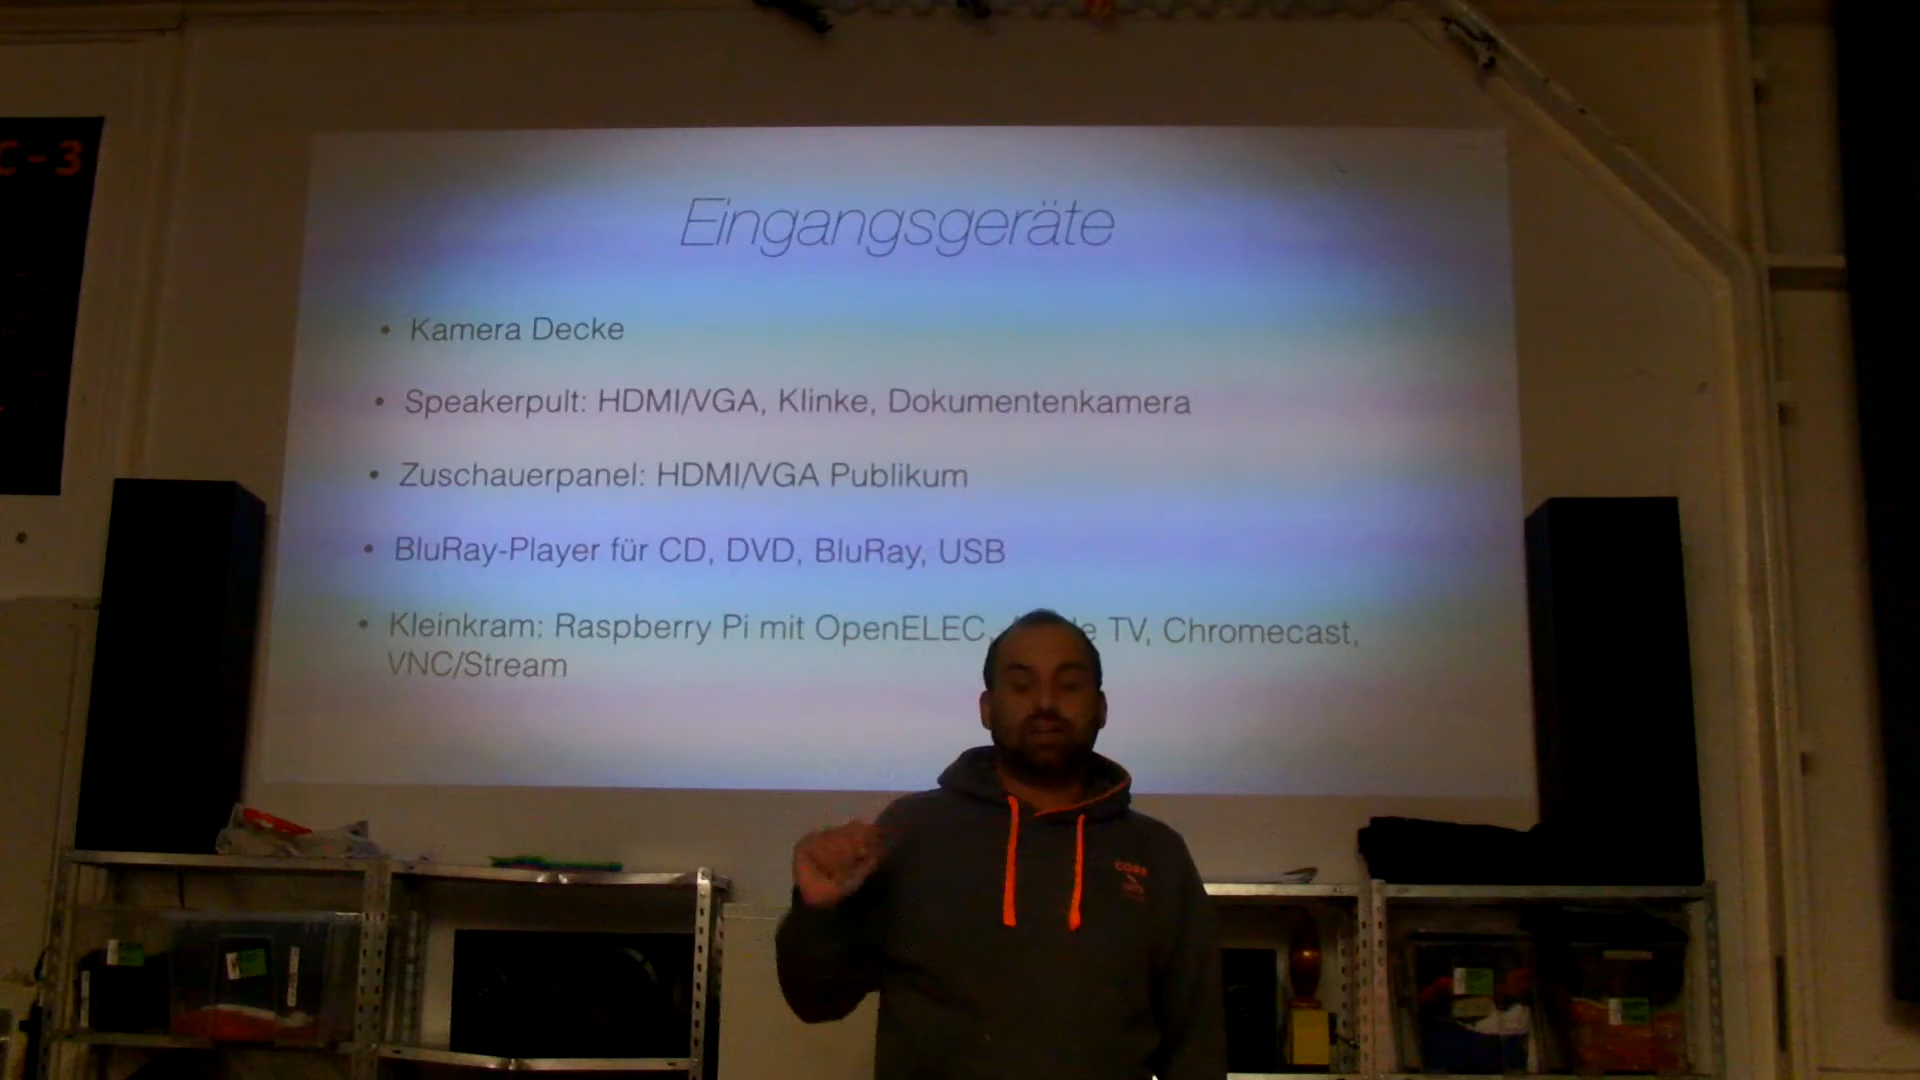 C-3
Eingangsgeräte
• Kamera Decke
• Speakerpult: HDMI/VGA, Klinke, Dokumentenkamera
• Zuschauerpanel: HDMI/VGA Publikum
• BluRay-Player für CD, DVD, BluRay, USB
• Kleinkram: Raspberry Pi mit OpenELEC, TV, Chromecast,
VNC/Stream